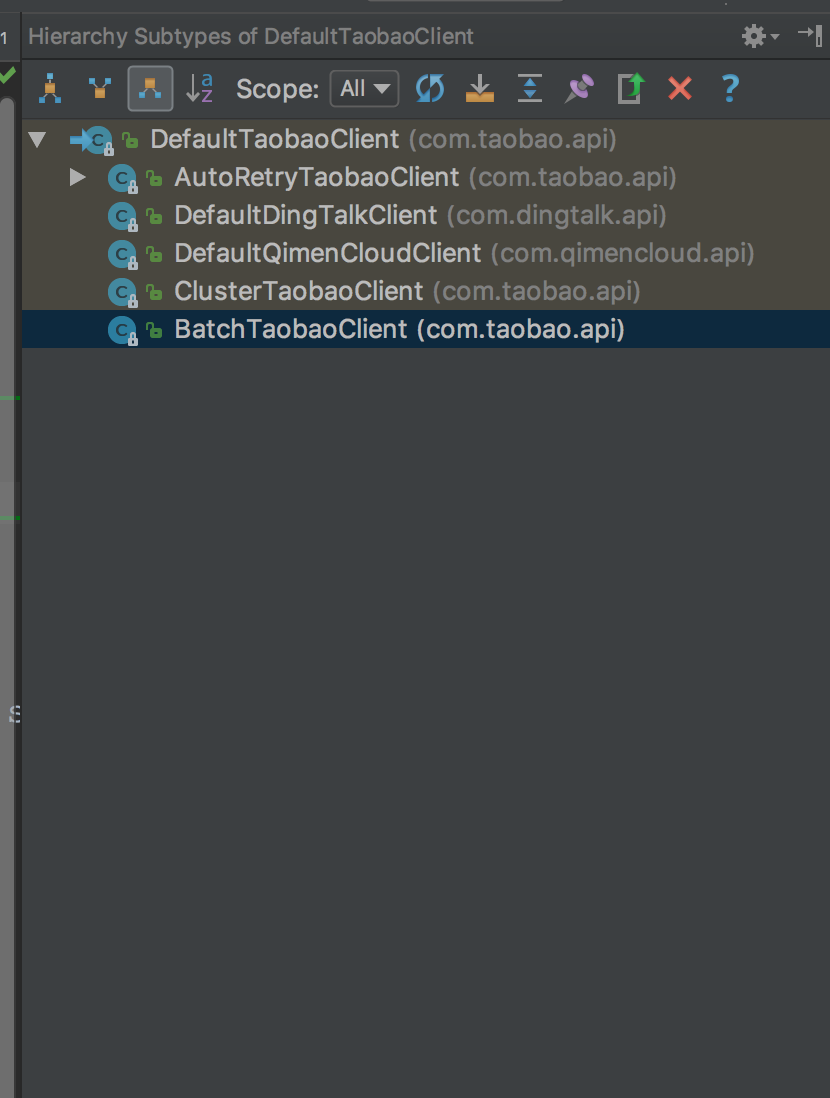 1
Hierarchy Subtypes of DefaultTaobaoClient
Scope: All
DefaultTaobaoClient (com.taobao.api)
AutoRetryTaobaoClient (com.taobao.api)
DefaultDingTalkClient (com.dingtalk.api)
DefaultQimenCloudClient (com.qimencloud.api)
ClusterTaobaoClient (com.taobao.api)
BatchTaobaoClient (com.taobao.api)